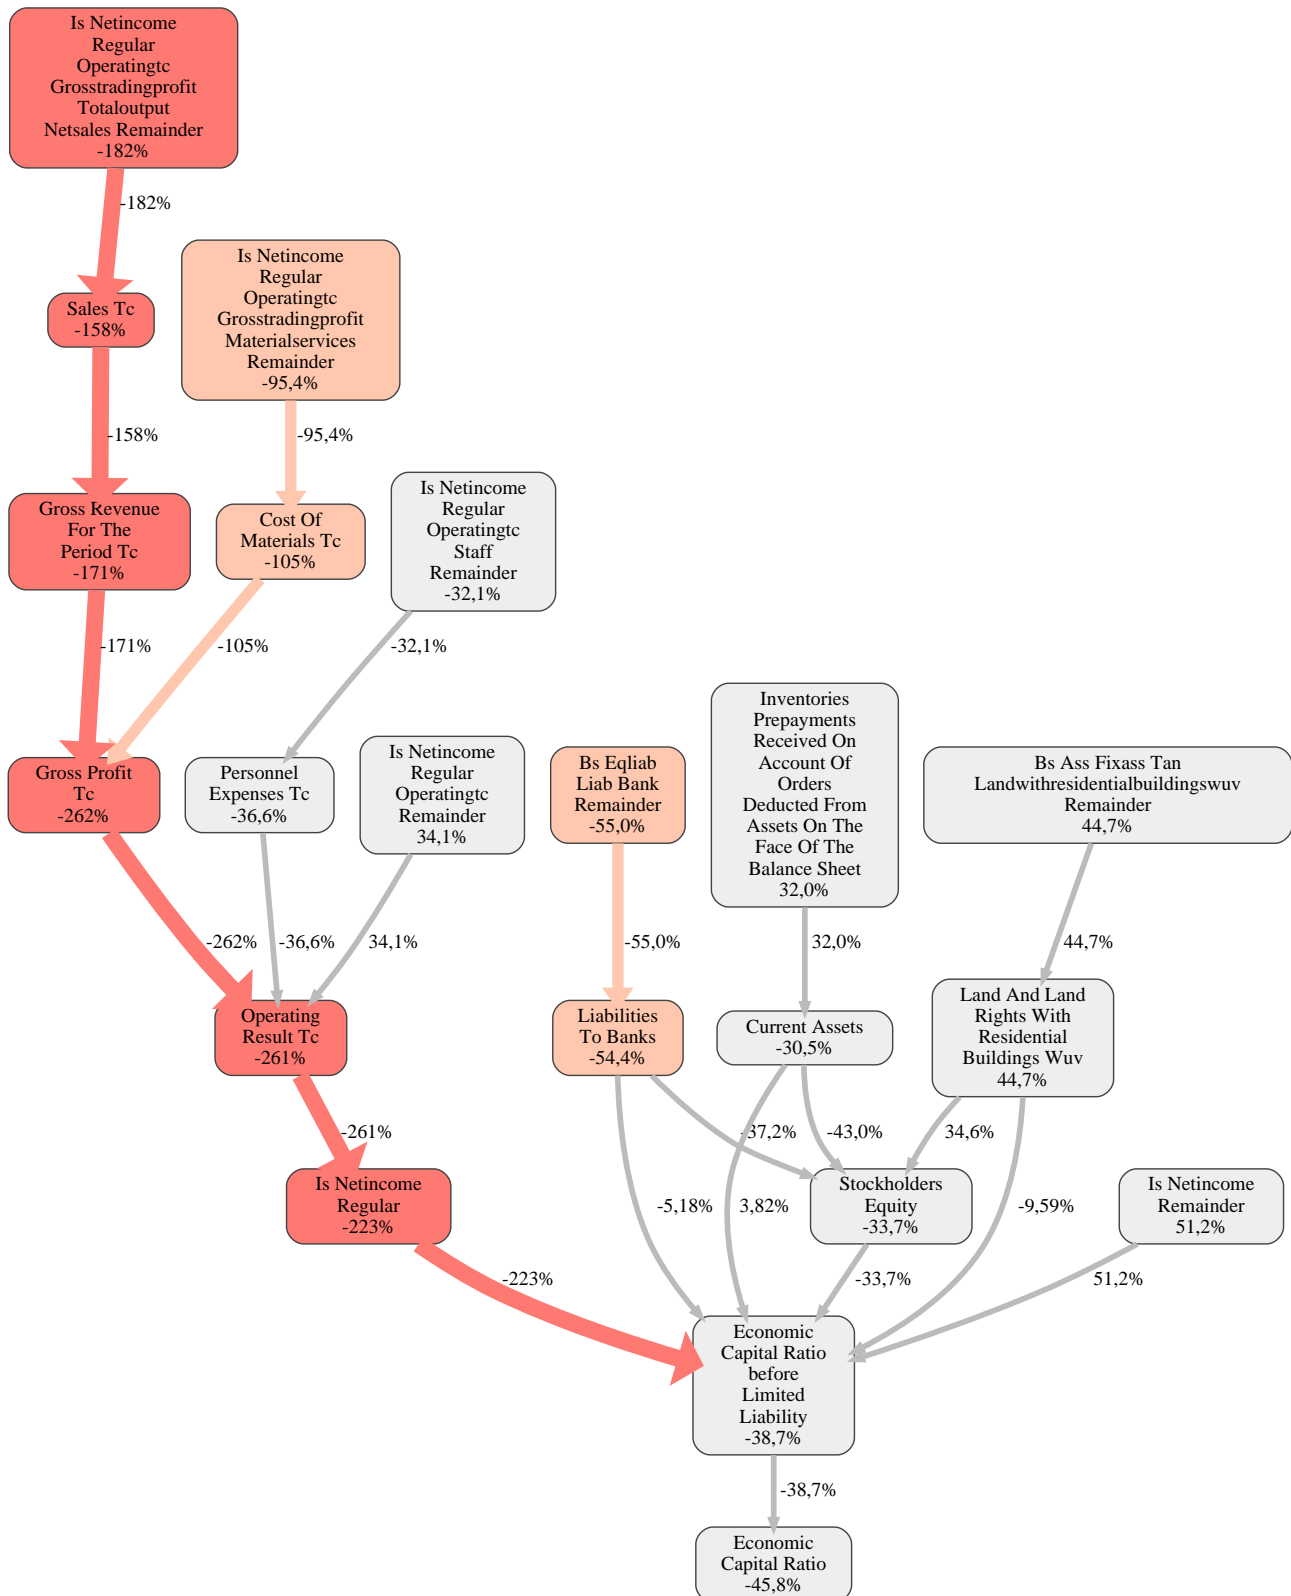 Is Netincome
Regular
Operatingtc
Grosstradingprofit
Totaloutput
Netsales Remainder
-182%
-182%
Is Netincome
Regular
Operatingtc
Grosstradingprofit
Materialservices
Remainder
-95,4%
Sales Tc
-158%
-158%
-95,4%
Is Netincome
Regular
Operatingtc
Staff
Remainder
-32,1%
Gross Revenue
For The
Period Tc
-171%
Cost Of
Materials Tc
-105%
-171%
-105%
-32,1%
Inventories
Prepayments
Received On
Account Of
Orders
Deducted From
Assets On The
Face Of The
Balance Sheet
32,0%
Gross Profit
Tc
-262%
Personnel
Expenses Tc
-36,6%
Is Netincome
Regular
Operatingtc
Remainder
34,1%
Bs Eqliab
Liab Bank
Remainder
-55,0%
Bs Ass Fixass Tan
Landwithresidentialbuildingswuv
Remainder
44,7%
-262%
-36,6%
34,1%
-55,0%
32,0%
44,7%
Operating
Result Tc
-261%
Liabilities
To Banks
-54,4%
Current Assets
-30,5%
Land And Land
Rights With
Residential
Buildings Wuv
44,7%
-261%
-37,2%
-43,0%
34,6%
Is Netincome
Regular
-223%
-5,18%
3,82%
Stockholders
Equity
-33,7%
-9,59%
Is Netincome
Remainder
51,2%
-223%
-33,7%
51,2%
Economic
Capital Ratio
before
Limited
Liability
-38,7%
-38,7%
Economic
Capital Ratio
-45,8%